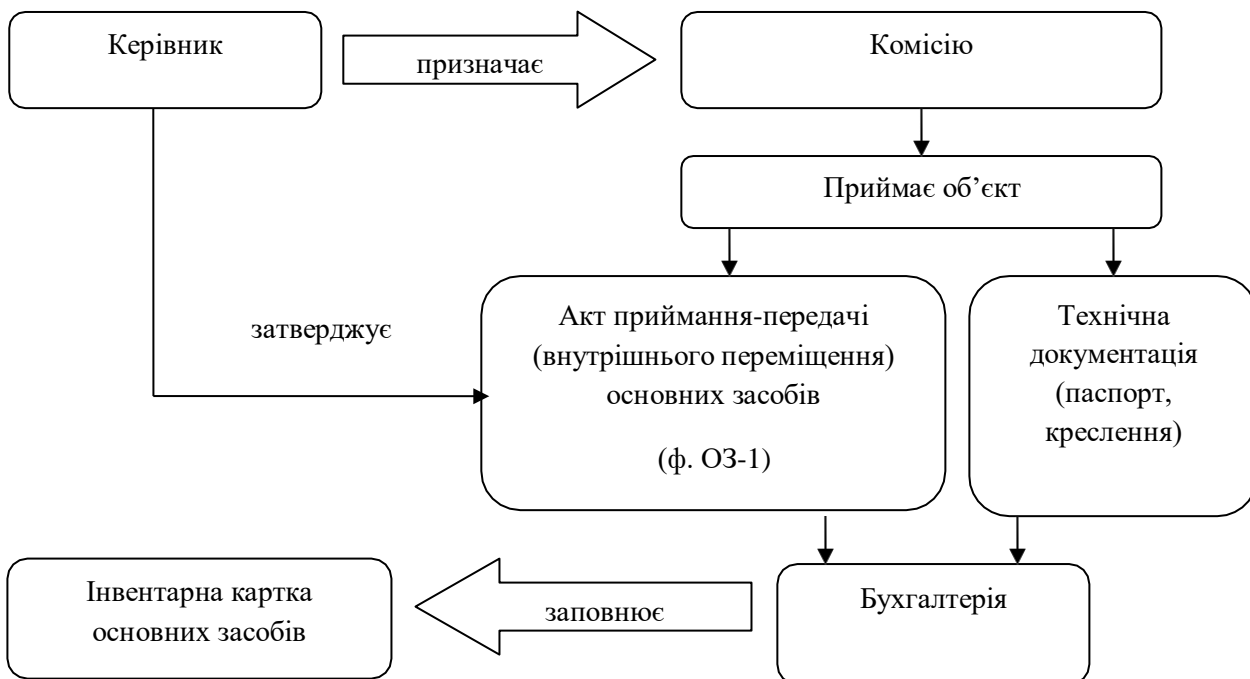 Керівник
призначає
Комісію
Приймає об’єкт
затверджує
Акт приймання-передачі
(внутрішнього переміщення)
основних засобів
(ф. ОЗ-1)
Технічна
документація
(паспорт,
креслення)
Інвентарна картка
основних засобів
заповнює
Бухгалтерія